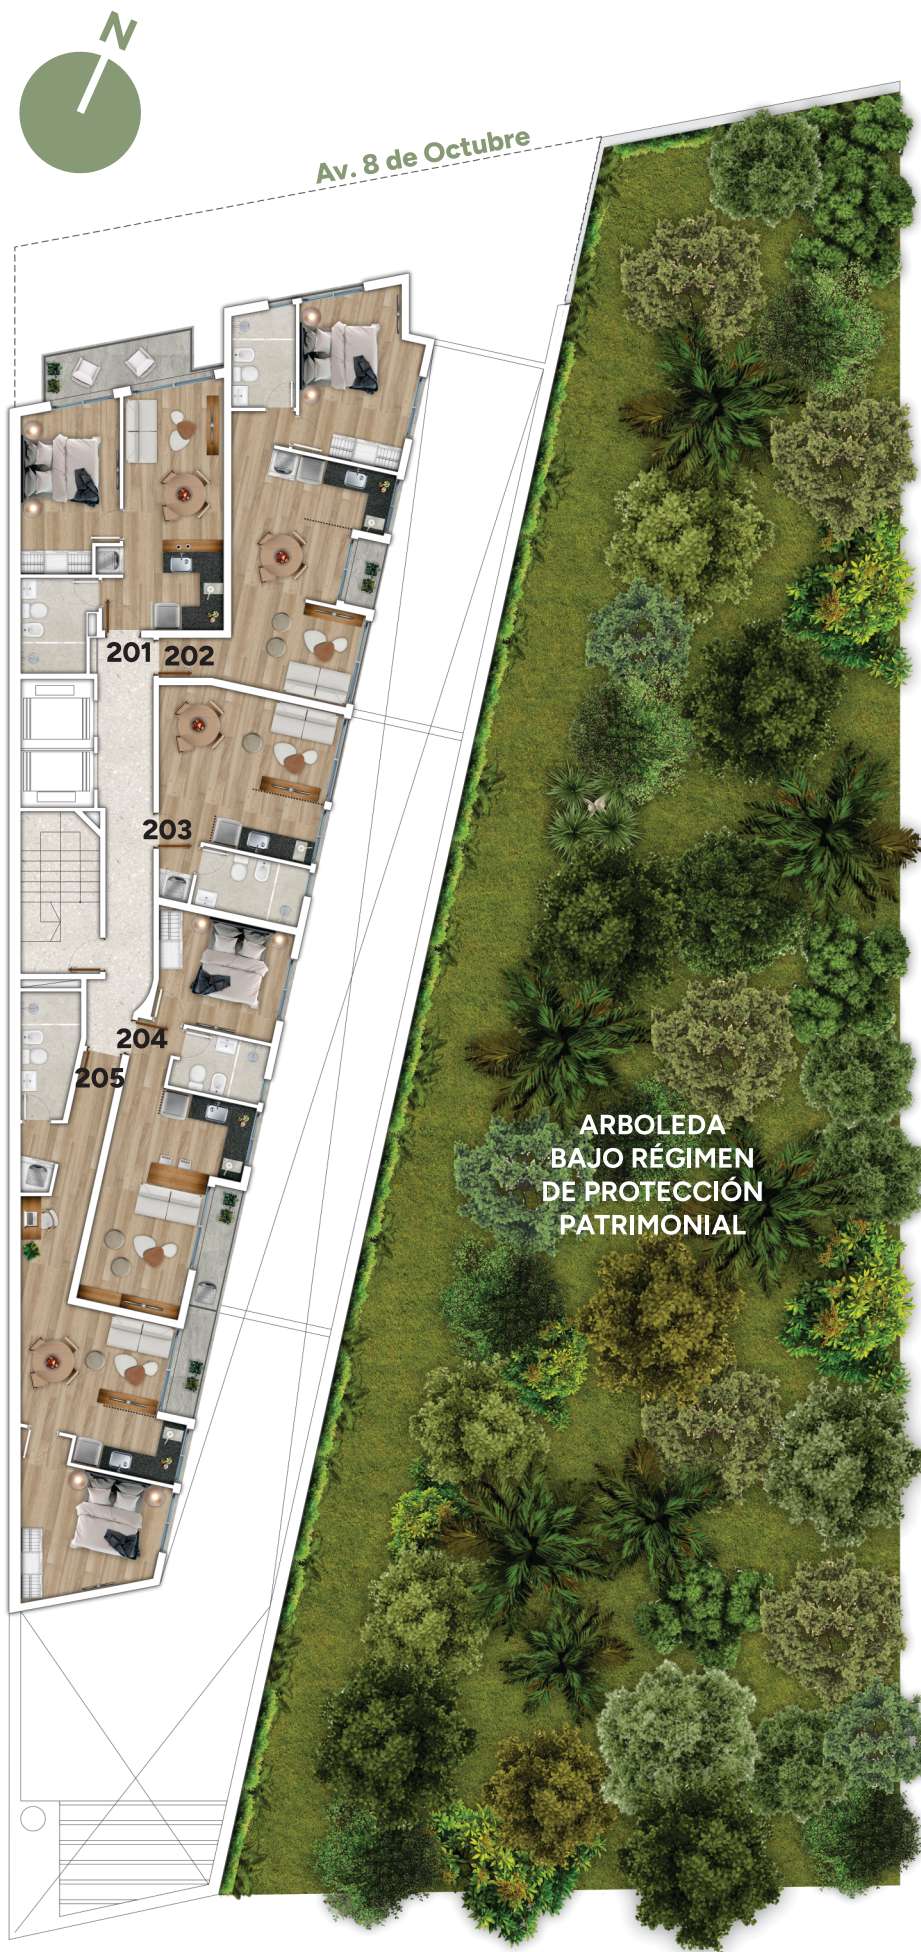 N
Av. 8 de Octubre
201 202
203
204
205
ARBOLEDA
BAJO RÉGIMEN
DE PROTECCIÓN
PATRIMONIAL